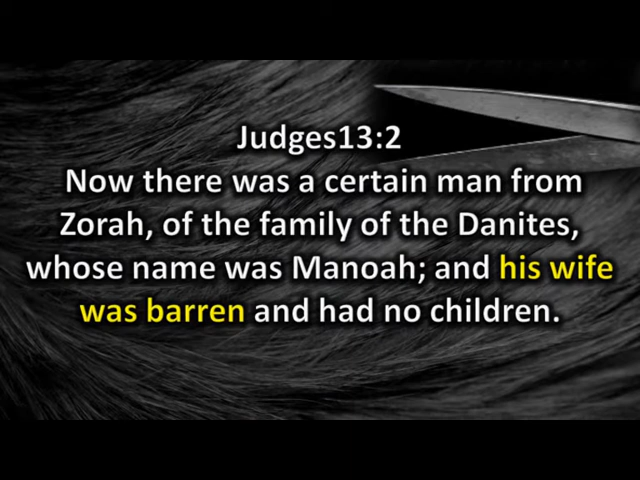 Judges13:2
Now there was a certain man from
Zorah, of the family of the Danites,
whose name was Manoah; and his wife
was barren and had no children.